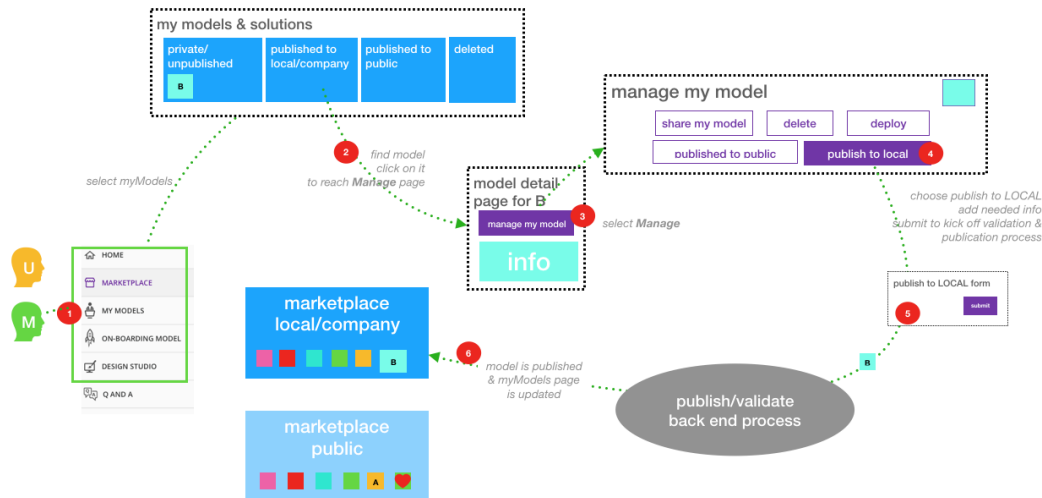 my models & solutions
private/
unpublished
B
published to
local/company
published to
public
deleted
2
find model
click on it
to reach Manage page
select myModels
manage my model
share my model
delete
deploy
published to public
publish to local
4
model detail
page for B
manage my model
3
select Manage
info
choose publish to LOCAL
add needed info
submit to kick off validation &
publication process
U
M
1
HOME
MARKETPLACE
MY MODELS
ON-BOARDING MODEL
DESIGN STUDIO
Q AND A
marketplace
local/company
B
6
model is published
& myModels page
is updated
publish to LOCAL form
submit
5
B
publish/validate
back end process
marketplace
public
A